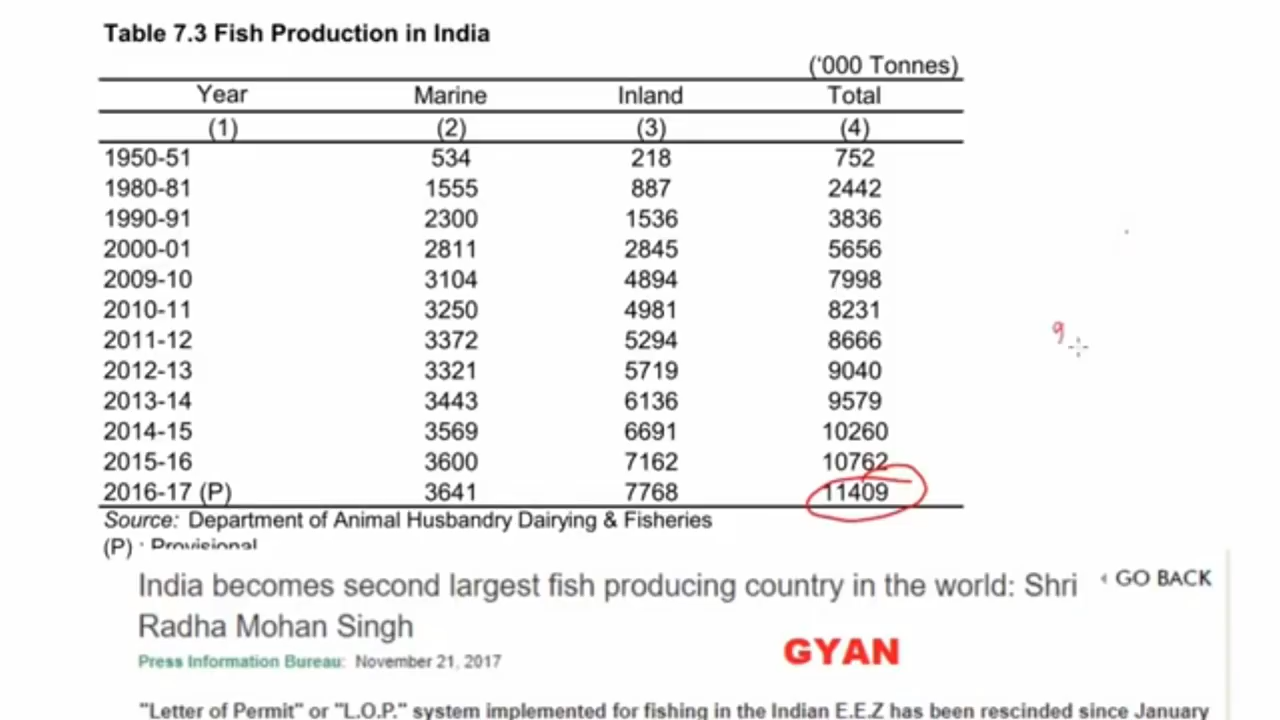 Table 7.3 Fish Production in India
('000 Tonnes)
Year Marine Inland Total
(1) (2) (3) (4)
1950-51 534 218 752
1980-81 1555 887 2442
1990-91 2300 1536 3836
2000-01 2811 2845 5656
2009-10 3104 4894 7998
2010-11 3250 4981 8231
2011-12 3372 5294 8666
2012-13 3321 5719 9040
2013-14 3443 6136 9579
2014-15 3569 6691 10260
2015-16 3600 7162 10762
2016-17 (P) 3641 7768 11409
Source: Department of Animal Husbandry Dairying & Fisheries
(P) : Provisional
India becomes second largest fish producing country in the world: Shri
Radha Mohan Singh
GO BACK
GYAN
Press Information Bureau: November 21, 2017
"Letter of Permit" or "L.O.P." system implemented for fishing in the Indian E.E.Z has been rescinded since January
9